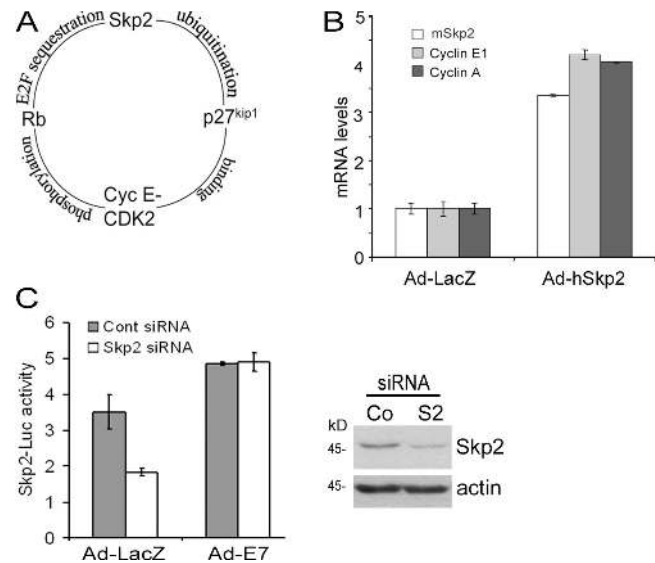 A
Skp2
ubiquitination
p27kip1
binding
Cyc E-
CDK2
phosphorylation
Rb
E2F sequestration
B
mSkp2
Cyclin E1
Cyclin A
mRNA levels
5
4
3
2
1
0
Ad-LacZ
Ad-hSkp2
C
Cont siRNA
Skp2 siRNA
Skp2-Luc activity
6
5
4
3
2
1
0
Ad-LacZ
Ad-E7
siRNA
kD
Co
S2
45-
Skp2
45-
actin